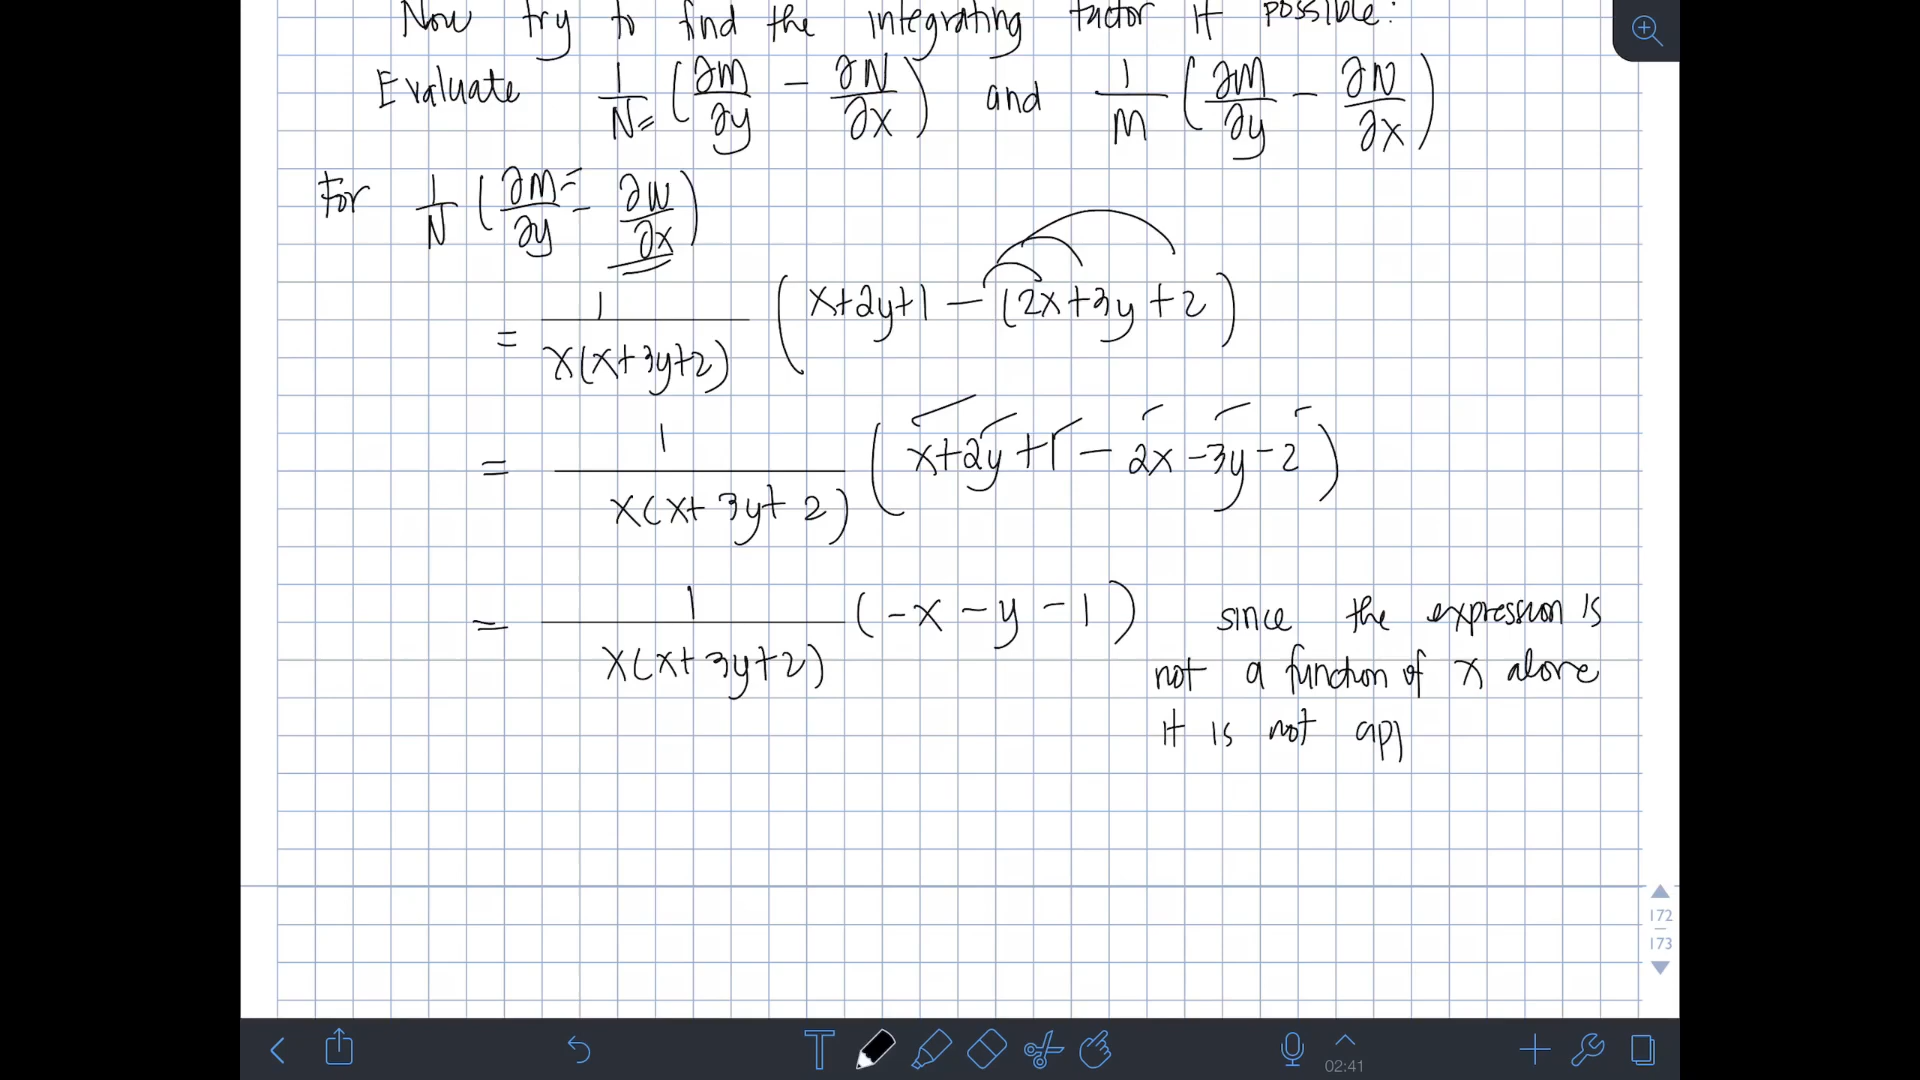 Now try to find the integrating factor if possible:
Evaluate 1/N (∂M/∂y − ∂N/∂x) and 1/M (∂M/∂y − ∂N/∂x)
For 1/N (∂M/∂y − ∂N/∂x)
= 1/x(x+3y+2) (x+2y+1 − (2x+3y+2)
= 1/x(x+3y+2) (x+2y+1 − 2x −3y −2)
= 1/x(x+3y+2) (−x −y −1) since the expression is
not a function of x alone
it is not app
172
173
T
02:41